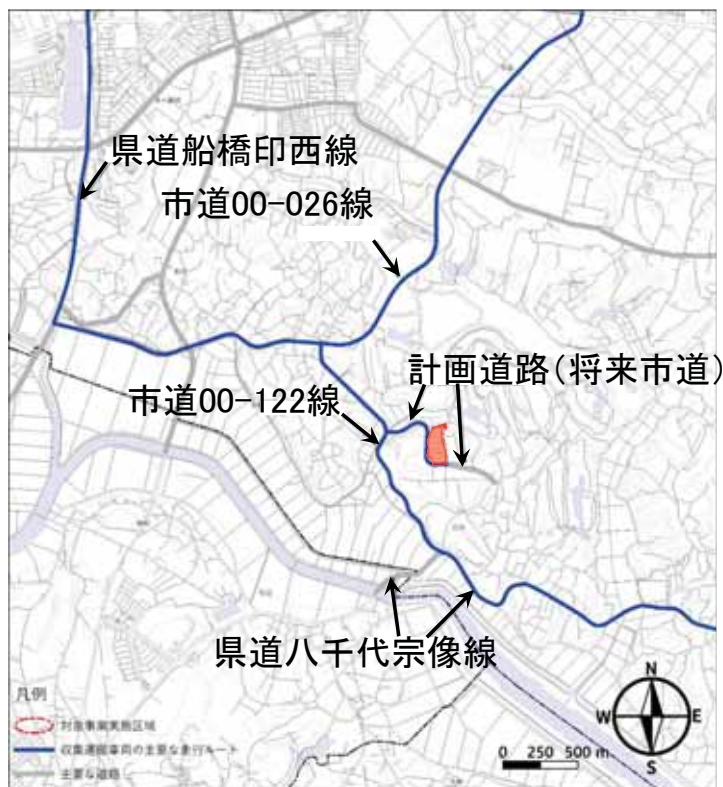 県道船橋印西線
市道00-026線
計画道路(将来市道)
市道00-122線
県道八千代宗像線
凡例
対象事業実施区域
収集運搬車両の主要な走行ルート
主要な道路
N
W
E
S
0 250 500 m